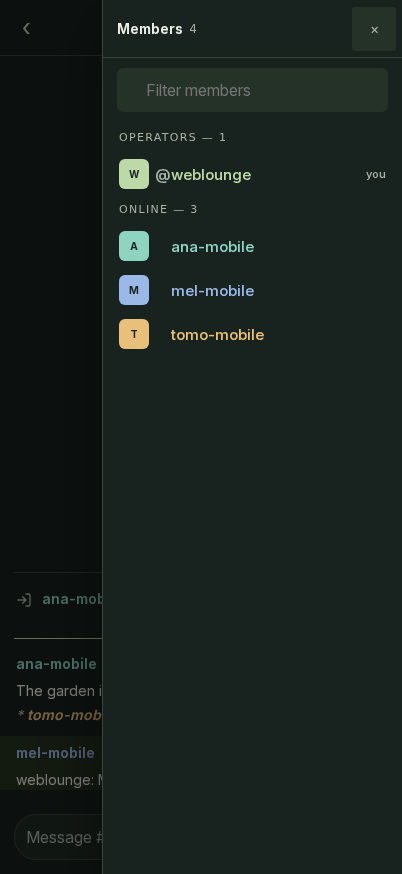 Members 4
×
Filter members
OPERATORS — 1
W @weblounge you
ONLINE — 3
A ana-mobile
M mel-mobile
T tomo-mobile
ana-mob
ana-mobile
The garden i
* tomo-mob
mel-mobile
weblounge: M
Message #